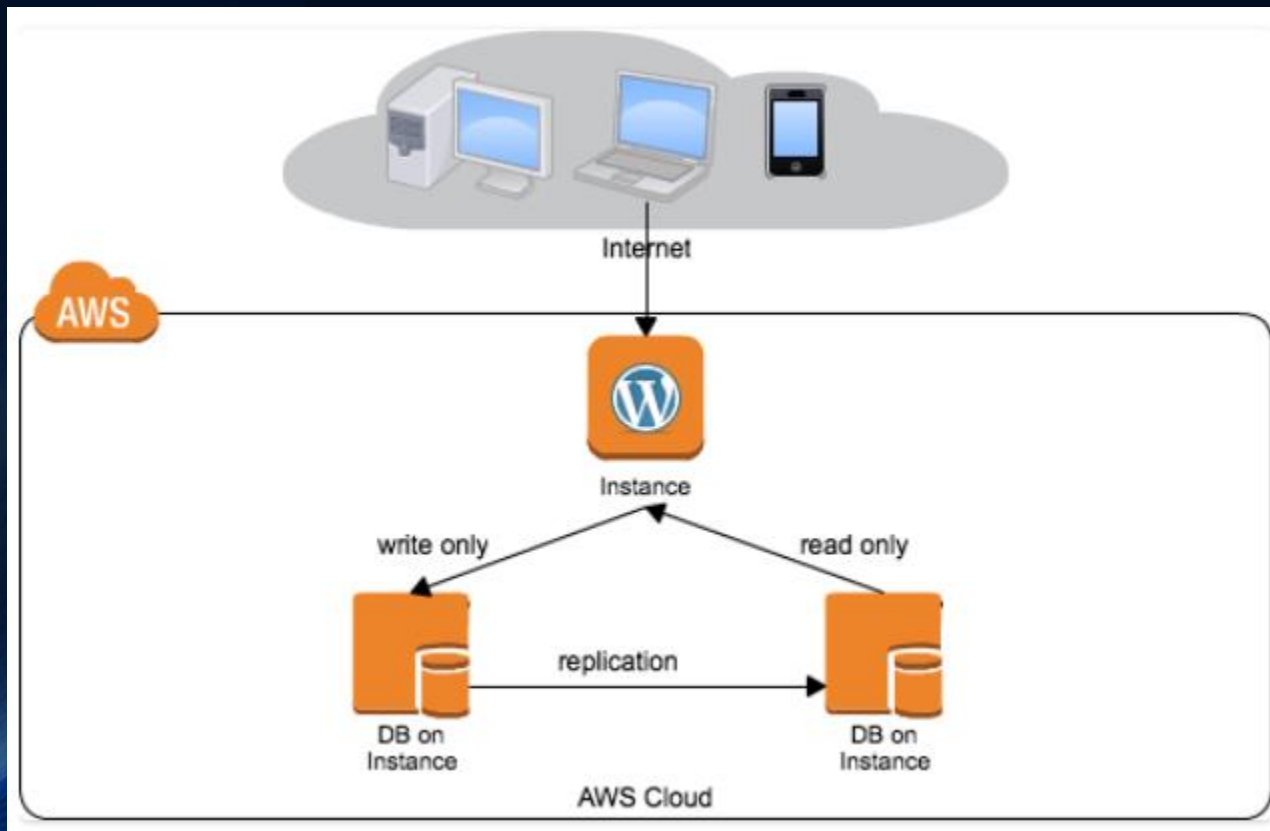 Internet
AWS
W
Instance
write only
read only
replication
DB on
Instance
DB on
Instance
AWS Cloud